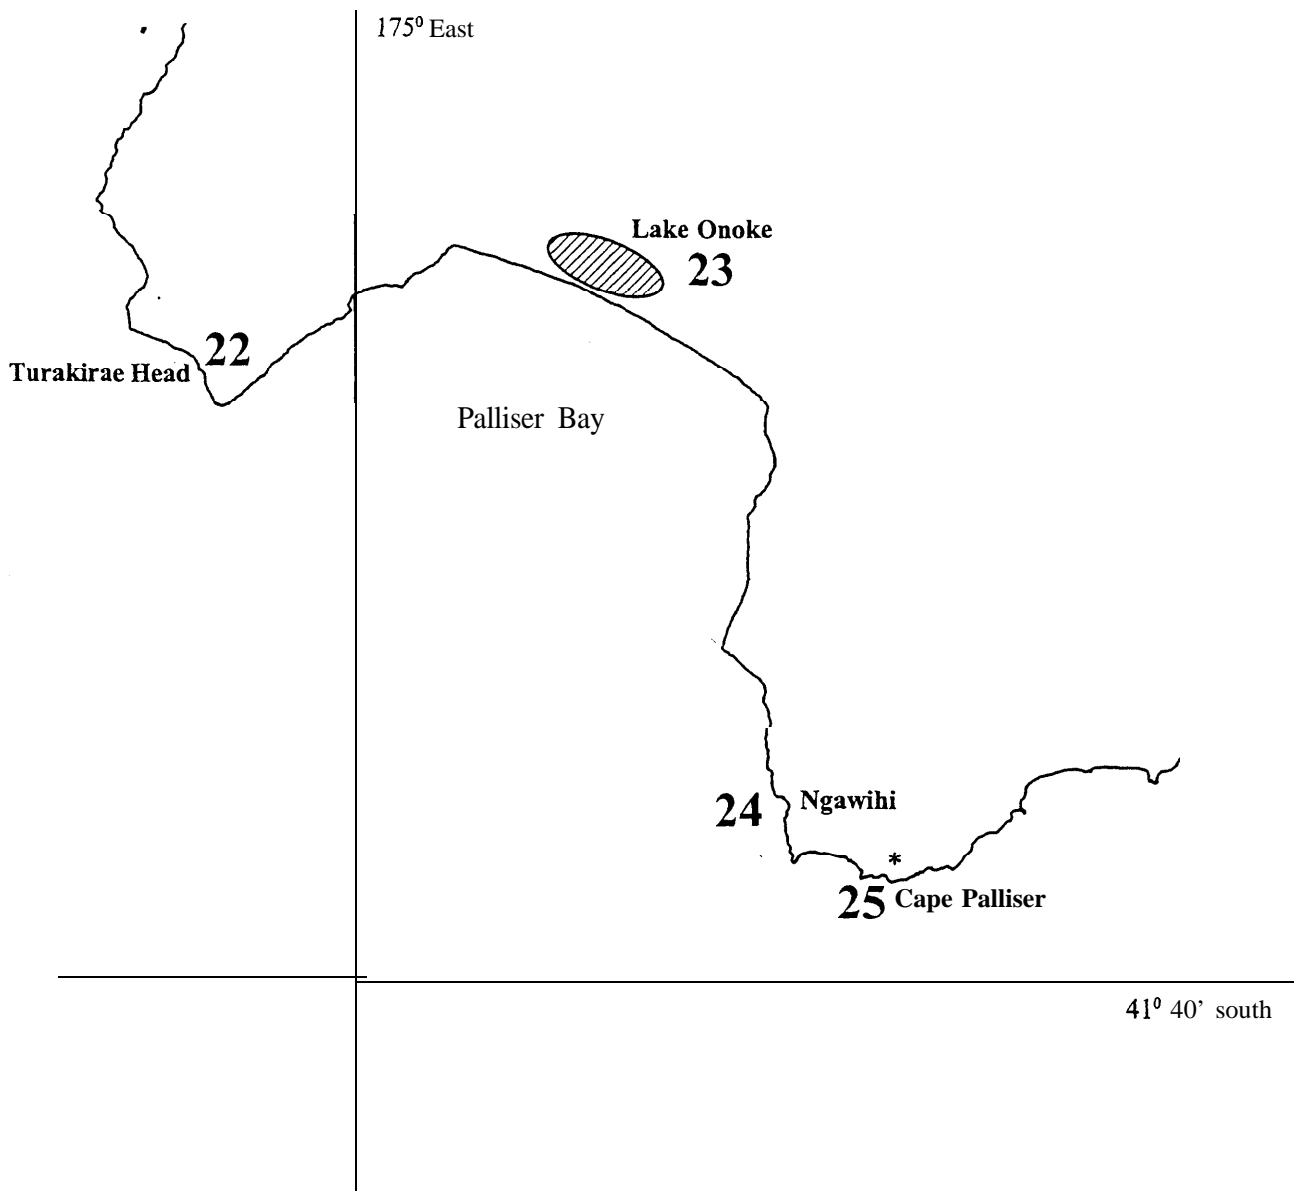 175⁰ East
Lake Onoke
23
22
Turakirae Head
Palliser Bay
24 Ngawihi
*
25 Cape Palliser
41⁰ 40’ south